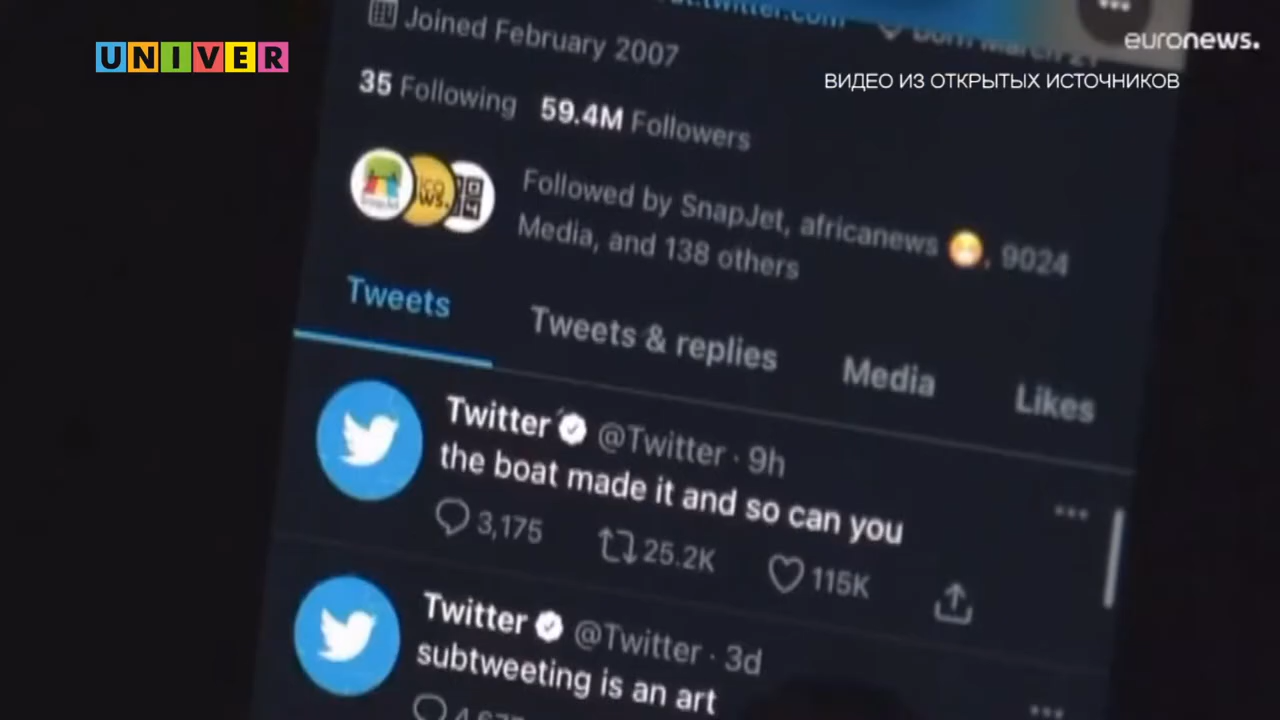 UNIVER
euronews.
ВИДЕО ИЗ ОТКРЫТЫХ ИСТОЧНИКОВ
Joined February 2007
35 Following 59.4M Followers
Followed by SnapJet, africanews 😁, 9024
Media, and 138 others
Tweets
Tweets & replies
Media
Likes
Twitter @Twitter · 9h
the boat made it and so can you
3,175 25.2K 115K
Twitter @Twitter · 3d
subtweeting is an art